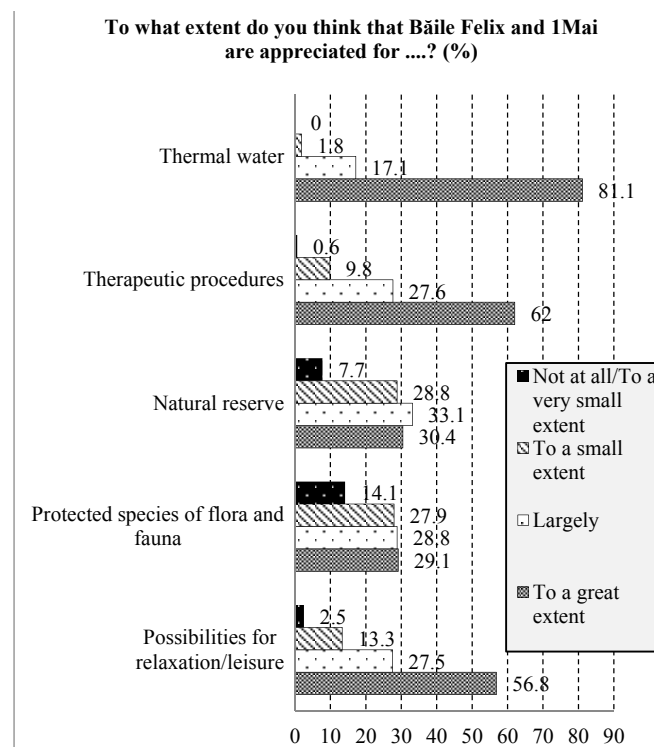 To what extent do you think that Băile Felix and 1Mai
are appreciated for ....? (%)
0
1.8
Thermal water
17.1
81.1
0.6
9.8
Therapeutic procedures
27.6
62
7.7
28.8
Natural reserve
33.1
30.4
14.1
27.9
Protected species of flora and
fauna
28.8
29.1
2.5
13.3
Possibilities for
relaxation/leisure
27.5
56.8
Not at all/To a
very small
extent
To a small
extent
Largely
To a great
extent
0 10 20 30 40 50 60 70 80 90